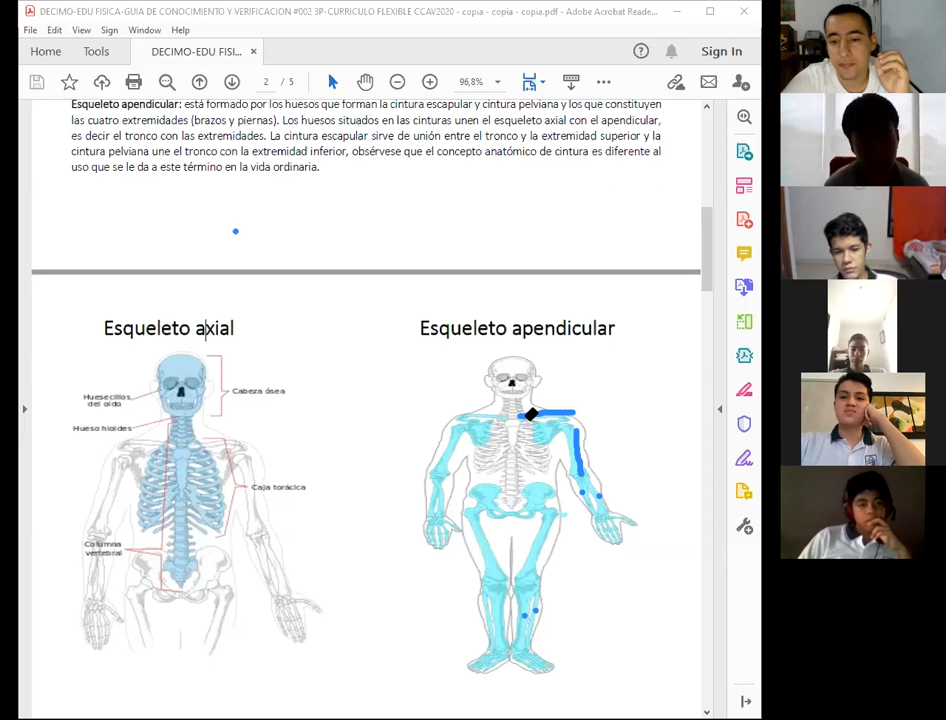 DECIMO-EDU FISICA-GUIA DE CONOCIMIENTO Y VERIFICACION #002 3P-CURRICULO FLEXIBLE CCAV2020 - copia - copia - copia.pdf - Adobe Acrobat Reade...
File Edit View Sign Window Help
Home Tools DECIMO-EDU FISI... × Sign In
2 / 5 96,8%
Esqueleto apendicular: está formado por los huesos que forman la cintura escapular y cintura pelviana y los que constituyen
las cuatro extremidades (brazos y piernas). Los huesos situados en las cinturas unen el esqueleto axial con el apendicular,
es decir el tronco con las extremidades. La cintura escapular sirve de unión entre el tronco y la extremidad superior y la
cintura pelviana une el tronco con la extremidad inferior, obsérvese que el concepto anatómico de cintura es diferente al
uso que se le da a este término en la vida ordinaria.
Esqueleto axial
Esqueleto apendicular
Cabeza ósea
Huesecillos
del oído
Hueso hioides
Caja torácica
Columna
vertebral